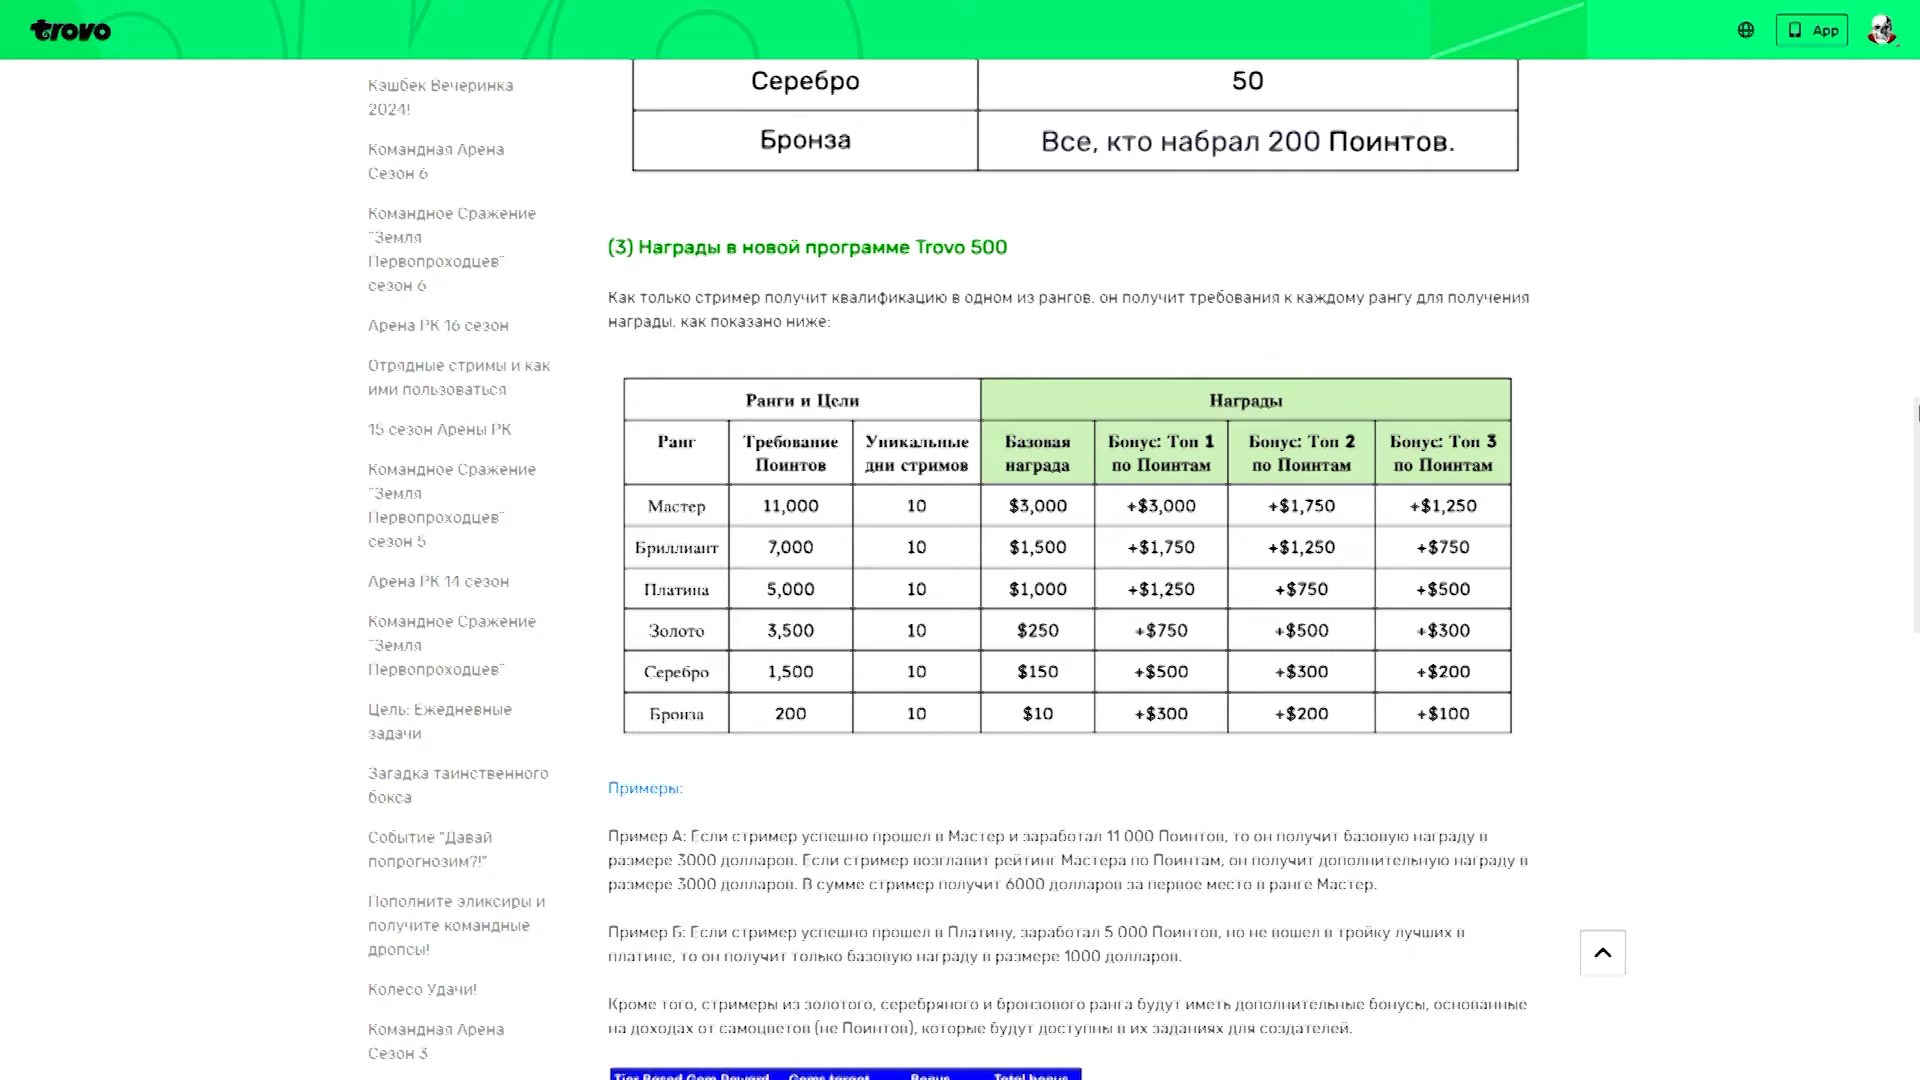 trovo
App
Кэшбек Вечеринка
2024!
Командная Арена
Сезон 6
Командное Сражение
"Земля
Первопроходцев"
сезон 6
Арена РК 16 сезон
Отрядные стримы и как
ими пользоваться
15 сезон Арены РК
Командное Сражение
"Земля
Первопроходцев"
сезон 5
Арена РК 14 сезон
Командное Сражение
"Земля
Первопроходцев"
Цель: Ежедневные
задачи
Загадка таинственного
бокса
Событие "Давай
попрогнозим?!"
Пополните эликсиры и
получите командные
дропсы!
Колесо Удачи!
Командная Арена
Сезон 3
Серебро 50
Бронза Все, кто набрал 200 Поинтов.
(3) Награды в новой программе Trovo 500
Как только стример получит квалификацию в одном из рангов, он получит требования к каждому рангу для получения
награды, как показано ниже:
Ранги и Цели Награды
Ранг Требование Поинтов Уникальные дни стримов Базовая награда Бонус: Топ 1 по Поинтам Бонус: Топ 2 по Поинтам Бонус: Топ 3 по Поинтам
Мастер 11,000 10 $3,000 +$3,000 +$1,750 +$1,250
Бриллиант 7,000 10 $1,500 +$1,750 +$1,250 +$750
Платина 5,000 10 $1,000 +$1,250 +$750 +$500
Золото 3,500 10 $250 +$750 +$500 +$300
Серебро 1,500 10 $150 +$500 +$300 +$200
Бронза 200 10 $10 +$300 +$200 +$100
Примеры:
Пример А: Если стример успешно прошел в Мастер и заработал 11 000 Поинтов, то он получит базовую награду в
размере 3000 долларов. Если стример возглавит рейтинг Мастера по Поинтам, он получит дополнительную награду в
размере 3000 долларов. В сумме стример получит 6000 долларов за первое место в ранге Мастер.
Пример Б: Если стример успешно прошел в Платину, заработал 5 000 Поинтов, но не вошел в тройку лучших в
платине, то он получит только базовую награду в размере 1000 долларов.
Кроме того, стримеры из золотого, серебряного и бронзового ранга будут иметь дополнительные бонусы, основанные
на доходах от самоцветов (не Поинтов), которые будут доступны в их заданиях для создателей.
Tier Based Gem Reward Gems target Bonus Total bonus